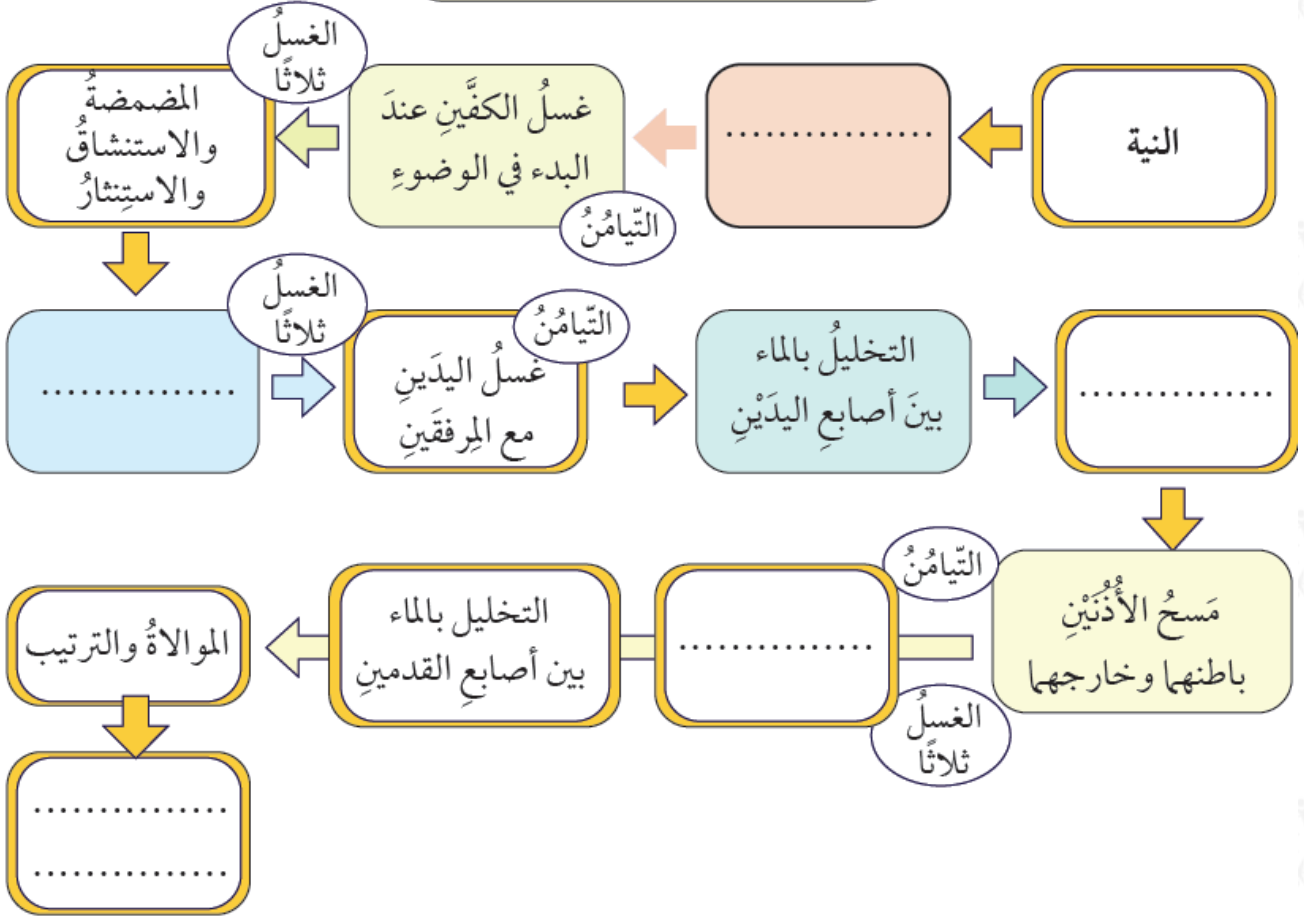 النية
................
غسلُ الكفَّينِ عندَ
البدء في الوضوءِ
التّيامُنُ
الغسلُ
ثلاثًا
المضمضةُ
والاستنشاقُ
والاستِنثارُ
...............
الغسلُ
ثلاثًا
غسلُ اليدَينِ
مع المِرفقَينِ
التّيامُنُ
التخليلُ بالماء
بينَ أصابعِ اليدَيْنِ
...............
مَسحُ الأُذُنَيْنِ
باطنهما وخارجهما
التّيامُنُ
الغسلُ
ثلاثًا
...............
التخليل بالماء
بين أصابعِ القدمينِ
الموالاةُ والترتيب
...............
...............